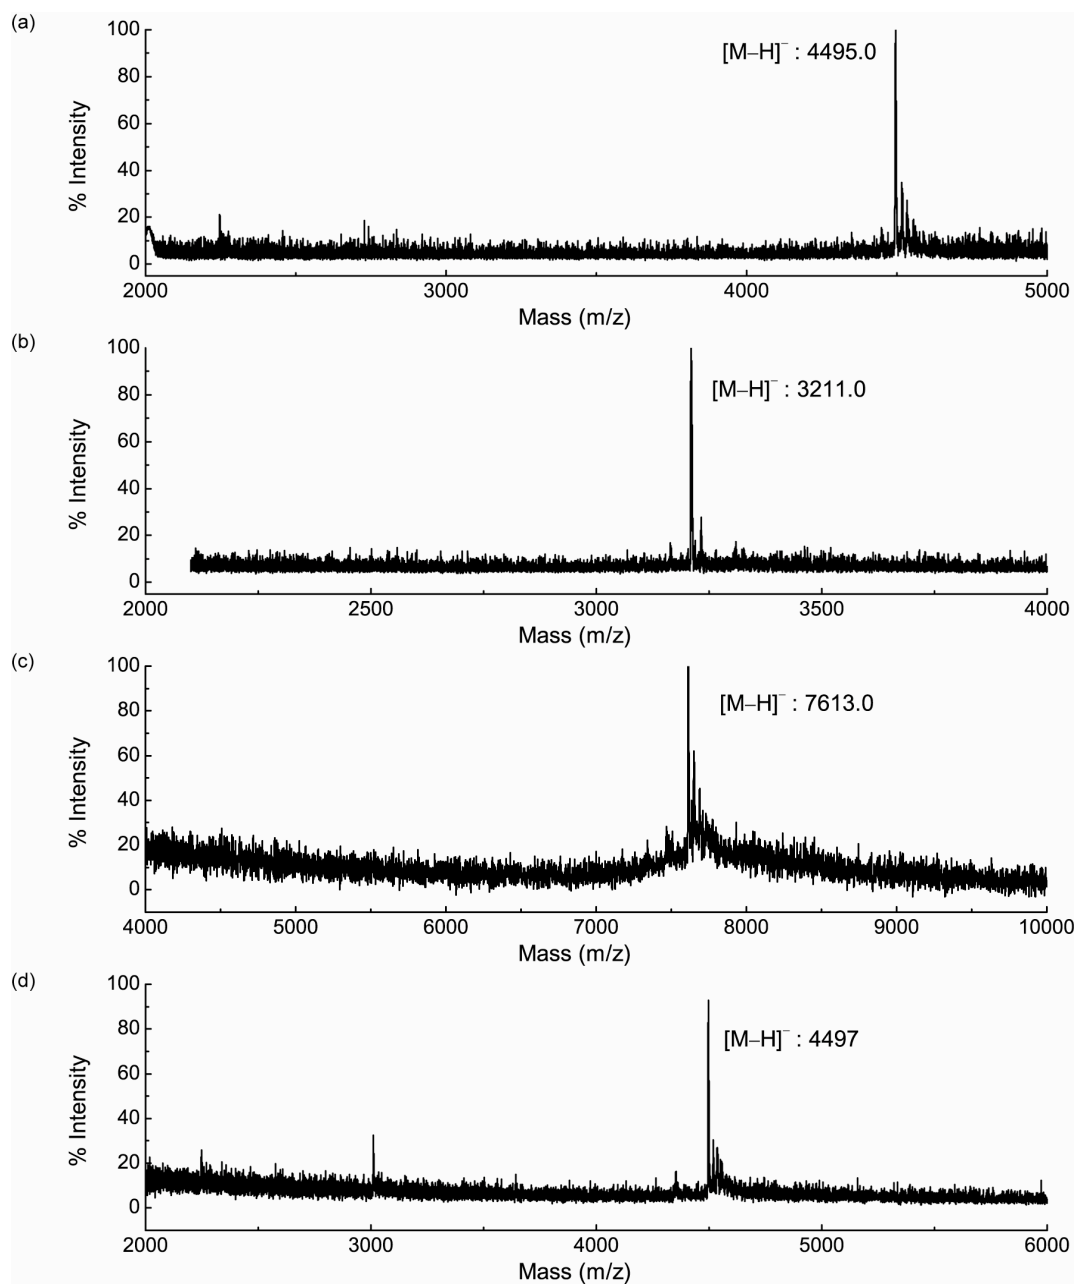 (a)
% Intensity
100
80
60
40
20
0
[M–H]⁻ : 4495.0
2000 3000 4000 5000
Mass (m/z)
(b)
% Intensity
100
80
60
40
20
0
[M–H]⁻ : 3211.0
2000 2500 3000 3500 4000
Mass (m/z)
(c)
% Intensity
100
80
60
40
20
0
[M–H]⁻ : 7613.0
4000 5000 6000 7000 8000 9000 10000
Mass (m/z)
(d)
% Intensity
100
80
60
40
20
0
[M–H]⁻ : 4497
2000 3000 4000 5000 6000
Mass (m/z)